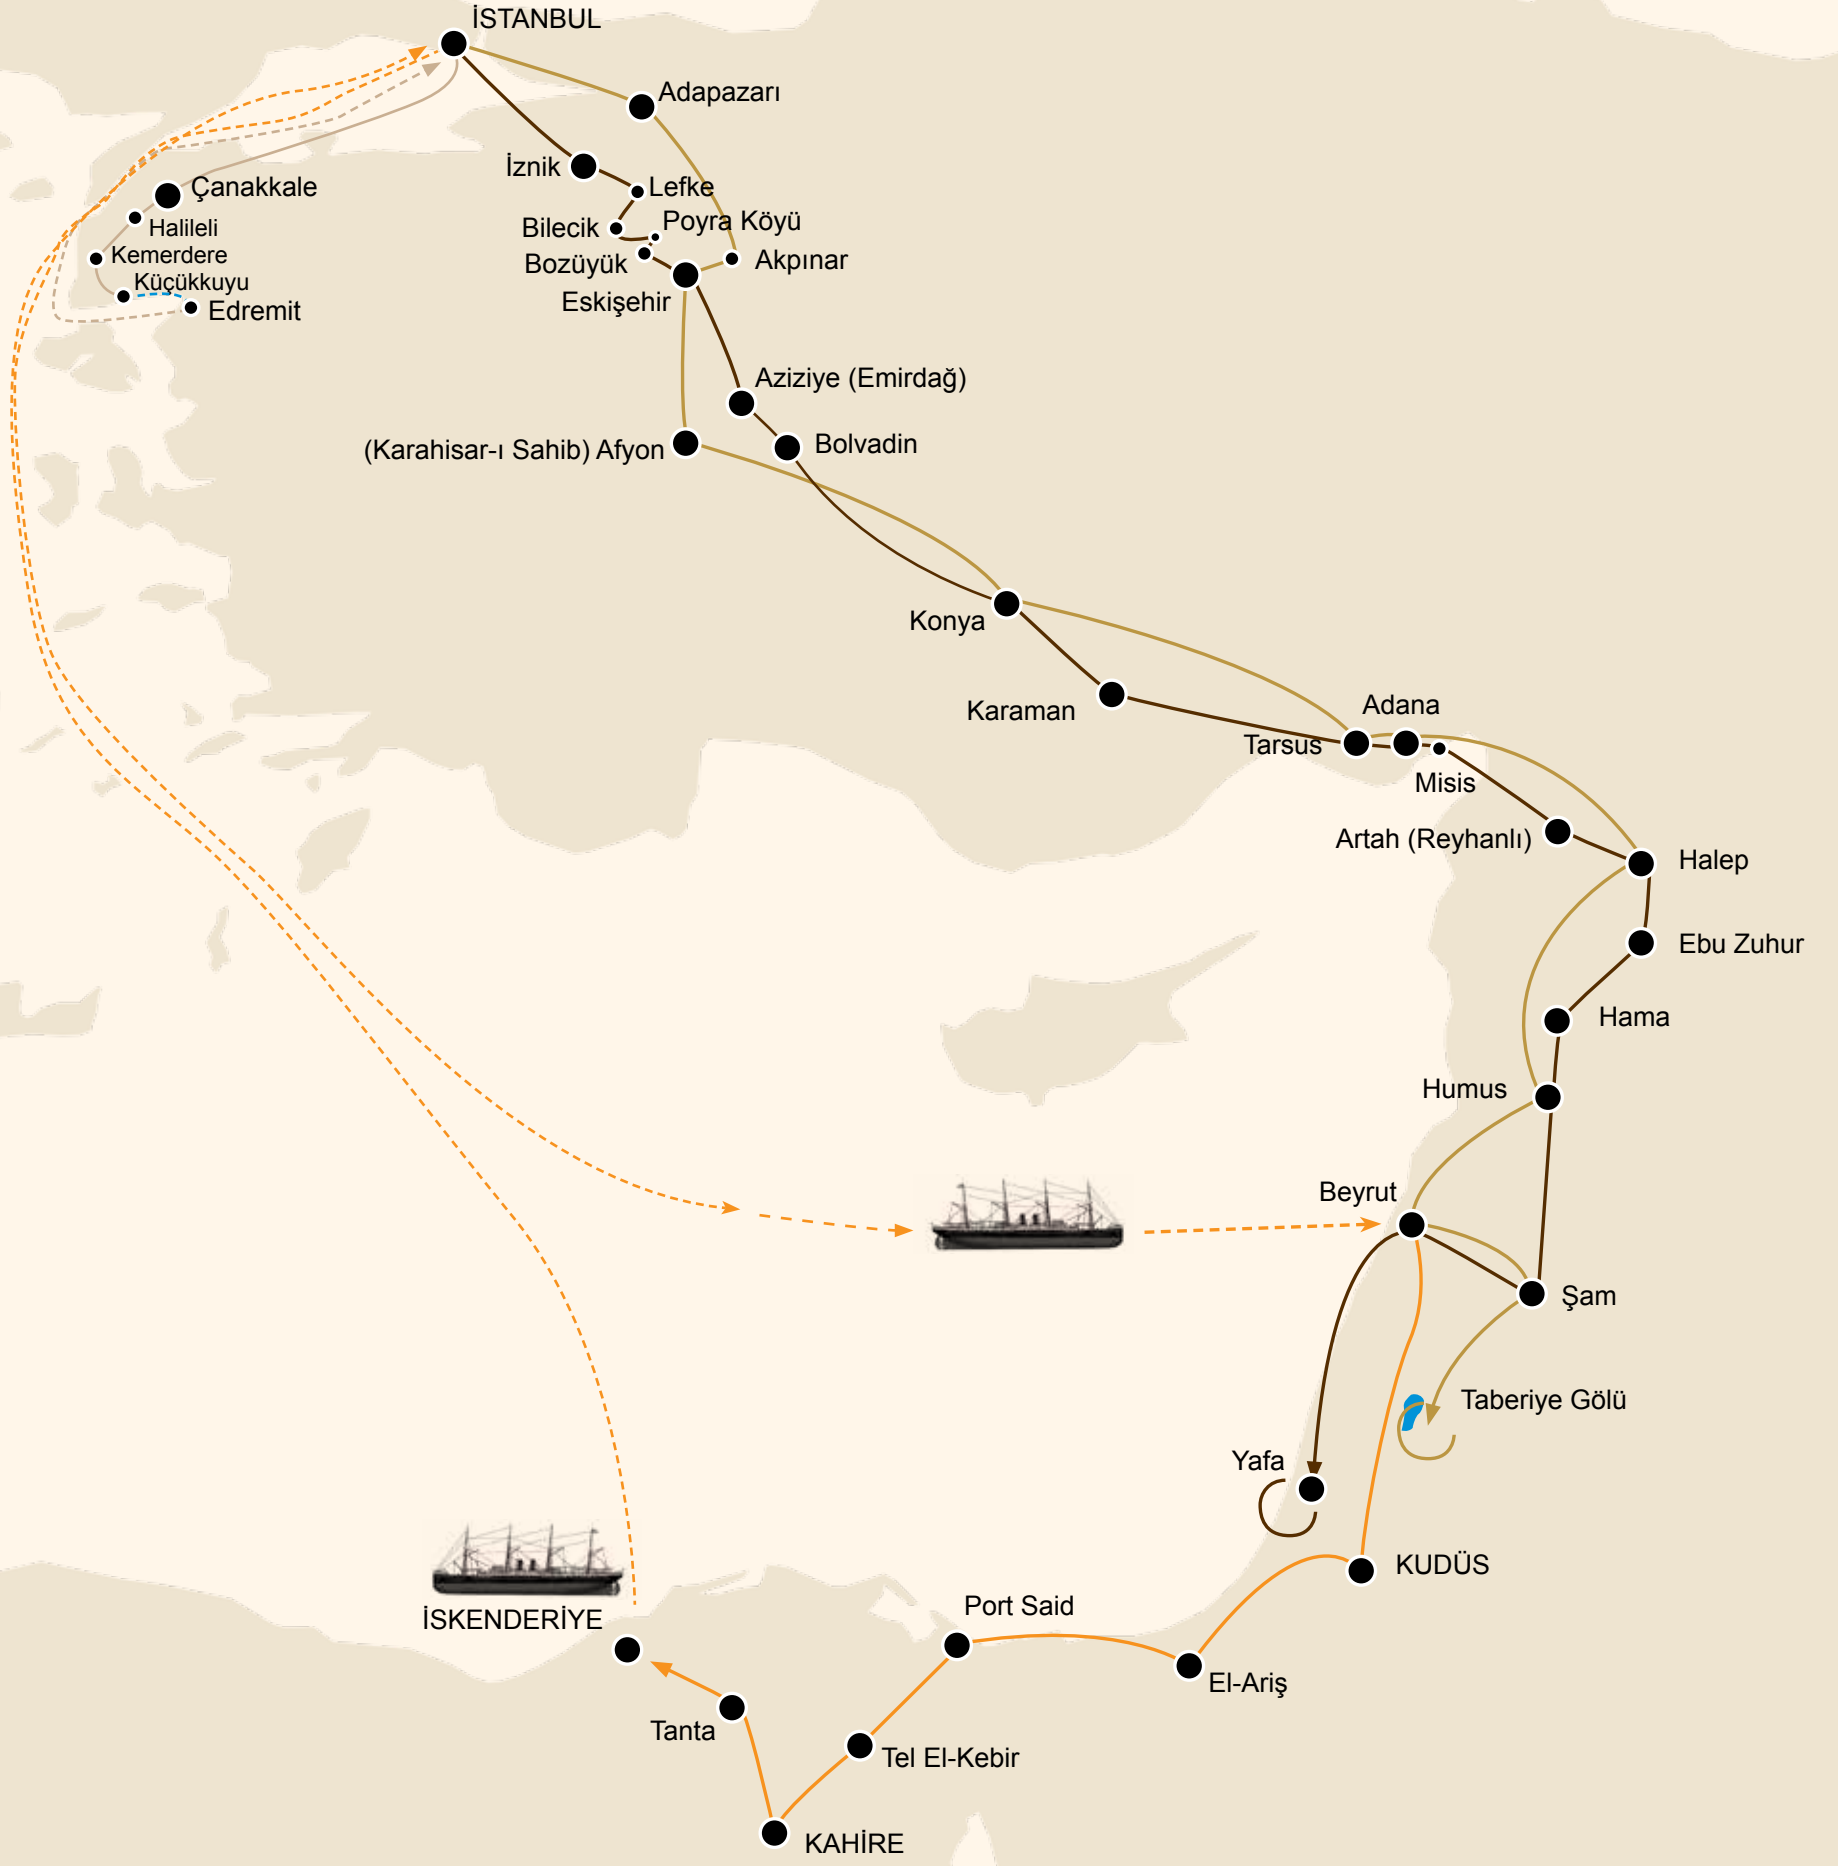 İSTANBUL
Adapazarı
İznik
Lefke
Çanakkale
Poyra Köyü
Bilecik
Halileli
Kemerdere
Akpınar
Bozüyük
Küçükkuyu
Eskişehir
Edremit
Aziziye (Emirdağ)
Bolvadin
(Karahisar-ı Sahib) Afyon
Konya
Adana
Karaman
Tarsus
Misis
Artah (Reyhanlı)
Halep
Ebu Zuhur
Hama
Humus
Beyrut
Şam
Taberiye Gölü
Yafa
KUDÜS
Port Said
İSKENDERİYE
El-Ariş
Tanta
Tel El-Kebir
KAHİRE